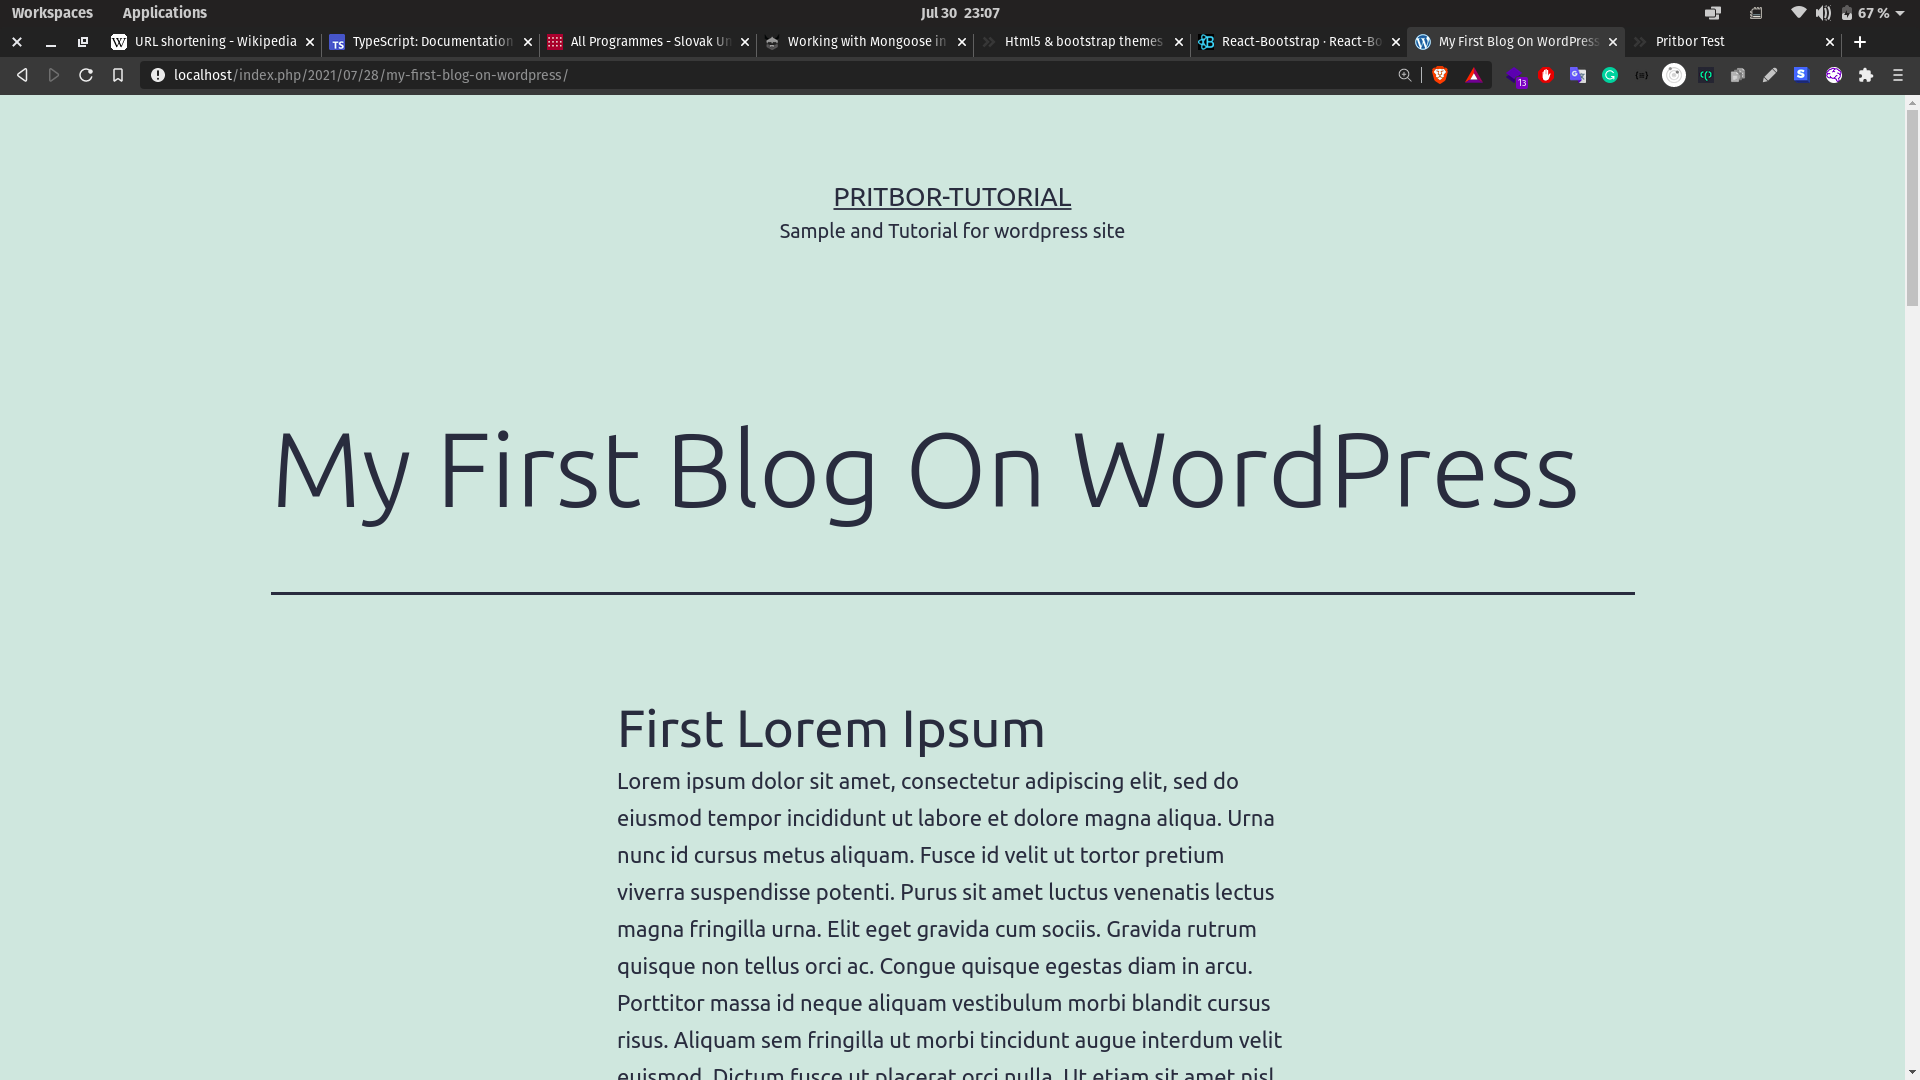 Workspaces Applications Jul 30 23:07 67 %
URL shortening - Wikipedia TypeScript: Documentation All Programmes - Slovak Un Working with Mongoose in Html5 & bootstrap themes React-Bootstrap · React-Bo My First Blog On WordPress Pritbor Test
localhost/index.php/2021/07/28/my-first-blog-on-wordpress/ 13
PRITBOR-TUTORIAL
Sample and Tutorial for wordpress site
My First Blog On WordPress
First Lorem Ipsum
Lorem ipsum dolor sit amet, consectetur adipiscing elit, sed do
eiusmod tempor incididunt ut labore et dolore magna aliqua. Urna
nunc id cursus metus aliquam. Fusce id velit ut tortor pretium
viverra suspendisse potenti. Purus sit amet luctus venenatis lectus
magna fringilla urna. Elit eget gravida cum sociis. Gravida rutrum
quisque non tellus orci ac. Congue quisque egestas diam in arcu.
Porttitor massa id neque aliquam vestibulum morbi blandit cursus
risus. Aliquam sem fringilla ut morbi tincidunt augue interdum velit
euismod. Dictum fusce ut placerat orci nulla. Ut etiam sit amet nisl